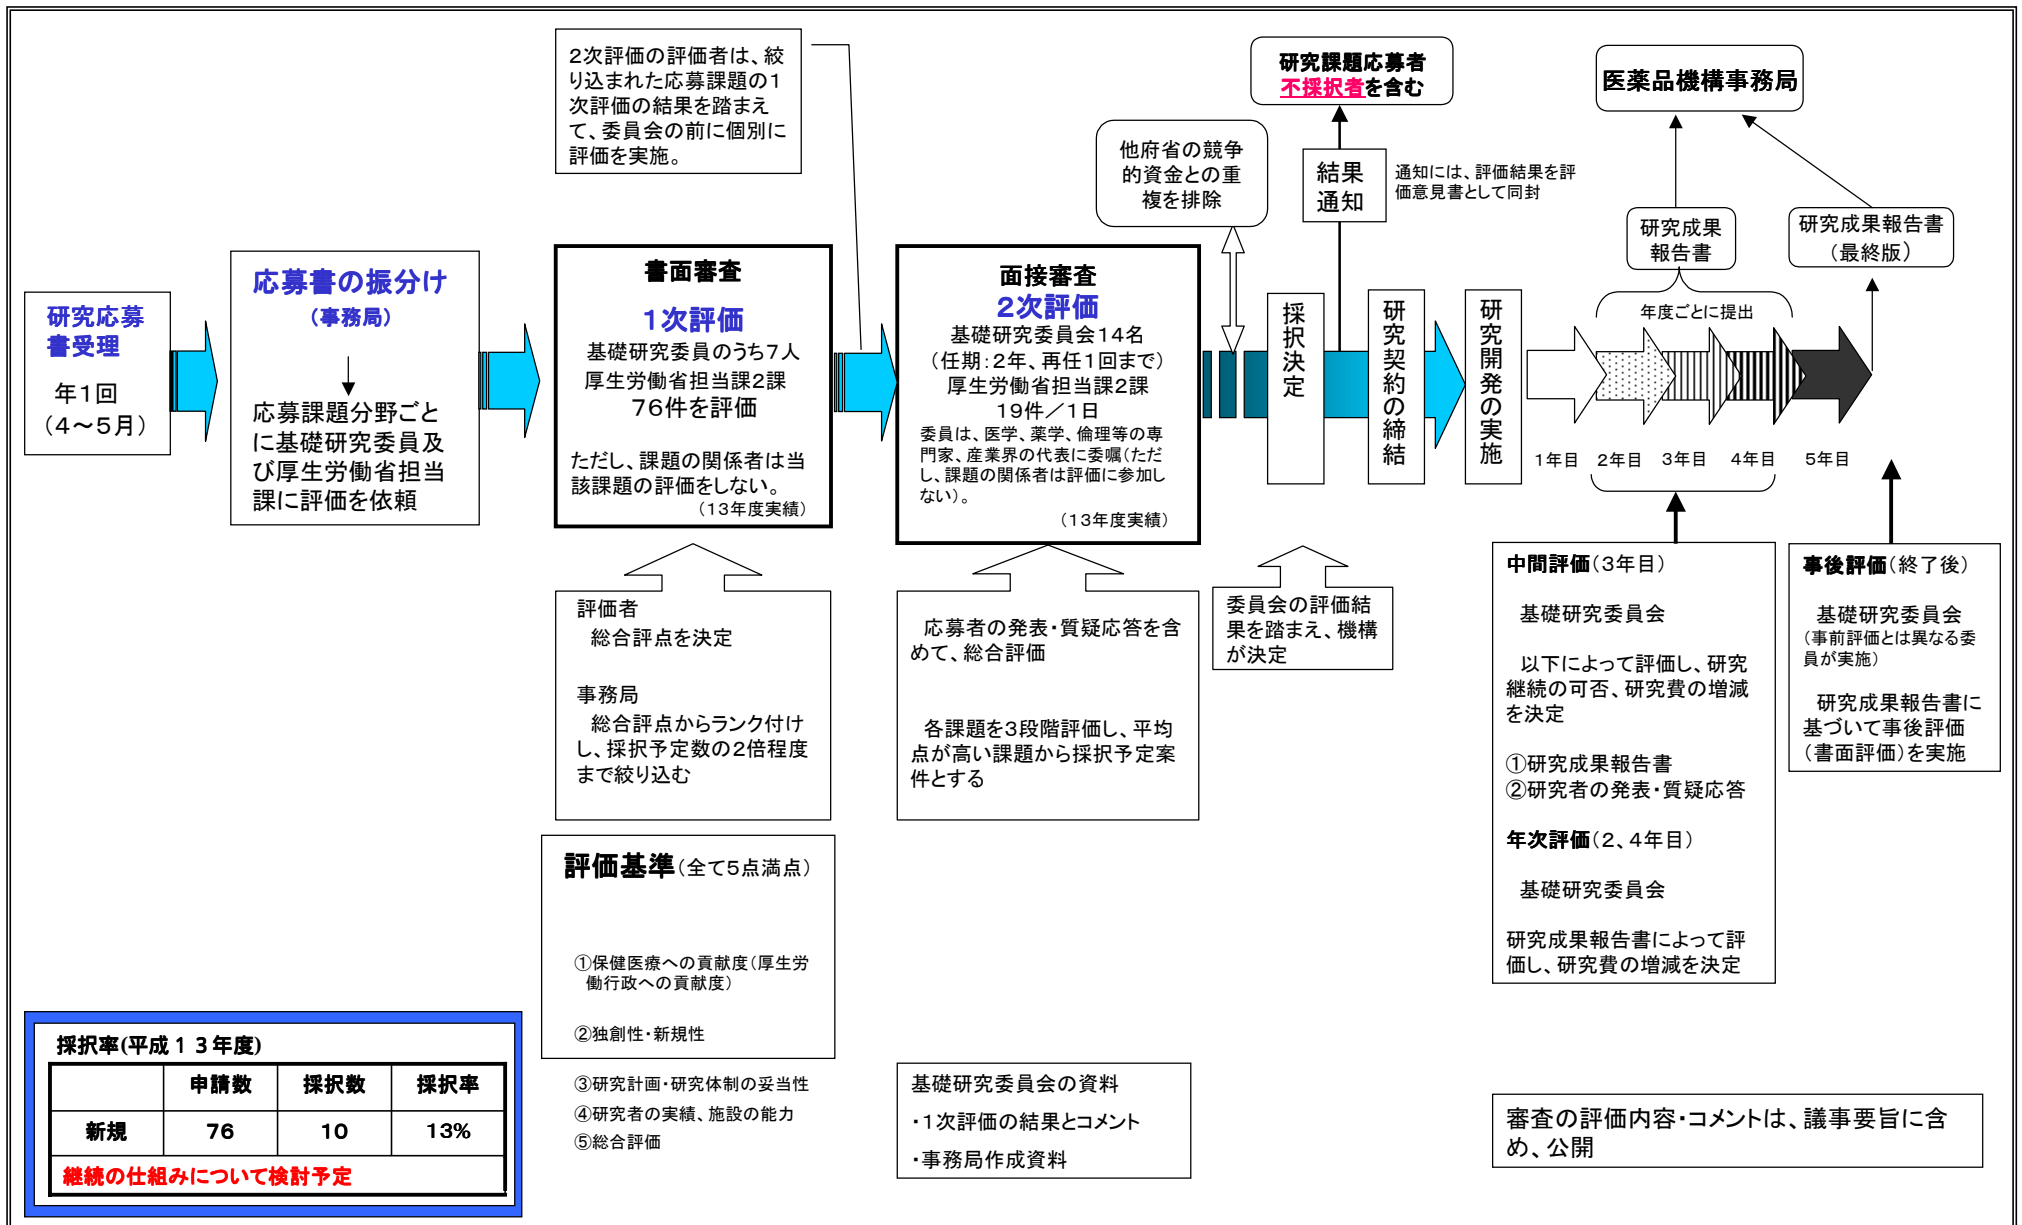 研究応募
書受理
年1回
(4～5月)
応募書の振分け
(事務局)
応募課題分野ごと
に基礎研究委員及
び厚生労働省担当
課に評価を依頼
2次評価の評価者は、絞
り込まれた応募課題の1
次評価の結果を踏まえ
て、委員会の前に個別に
評価を実施。
書面審査
1次評価
基礎研究委員のうち7人
厚生労働省担当課2課
76件を評価
ただし、課題の関係者は当
該課題の評価をしない。
(13年度実績)
評価者
総合評点を決定
事務局
総合評点からランク付け
し、採択予定数の2倍程度
まで絞り込む
評価基準(全て5点満点)
①保健医療への貢献度(厚生労
働行政への貢献度)
②独創性・新規性
③研究計画・研究体制の妥当性
④研究者の実績、施設の能力
⑤総合評価
面接審査
2次評価
基礎研究委員会14名
(任期:2年、再任1回まで)
厚生労働省担当課2課
19件/1日
委員は、医学、薬学、倫理等の専
門家、産業界の代表に委嘱(ただ
し、課題の関係者は評価に参加し
ない)。
(13年度実績)
応募者の発表・質疑応答を含
めて、総合評価
各課題を3段階評価し、平均
点が高い課題から採択予定案
件とする
基礎研究委員会の資料
・1次評価の結果とコメント
・事務局作成資料
他府省の競争
的資金との重
複を排除
採択決定
委員会の評価結
果を踏まえ、機構
が決定
研究課題応募者
不採択者を含む
結果
通知
通知には、評価結果を評
価意見書として同封
研究契約の締結
研究開発の実施
医薬品機構事務局
研究成果
報告書
研究成果報告書
(最終版)
年度ごとに提出
1年目 2年目 3年目 4年目 5年目
中間評価(3年目)
基礎研究委員会
以下によって評価し、研究
継続の可否、研究費の増減
を決定
①研究成果報告書
②研究者の発表・質疑応答
年次評価(2、4年目)
基礎研究委員会
研究成果報告書によって評
価し、研究費の増減を決定
事後評価(終了後)
基礎研究委員会
(事前評価とは異なる委
員が実施)
研究成果報告書に
基づいて事後評価
(書面評価)を実施
審査の評価内容・コメントは、議事要旨に含
め、公開
採択率(平成13年度)
申請数 採択数 採択率
新規 76 10 13%
継続の仕組みについて検討予定